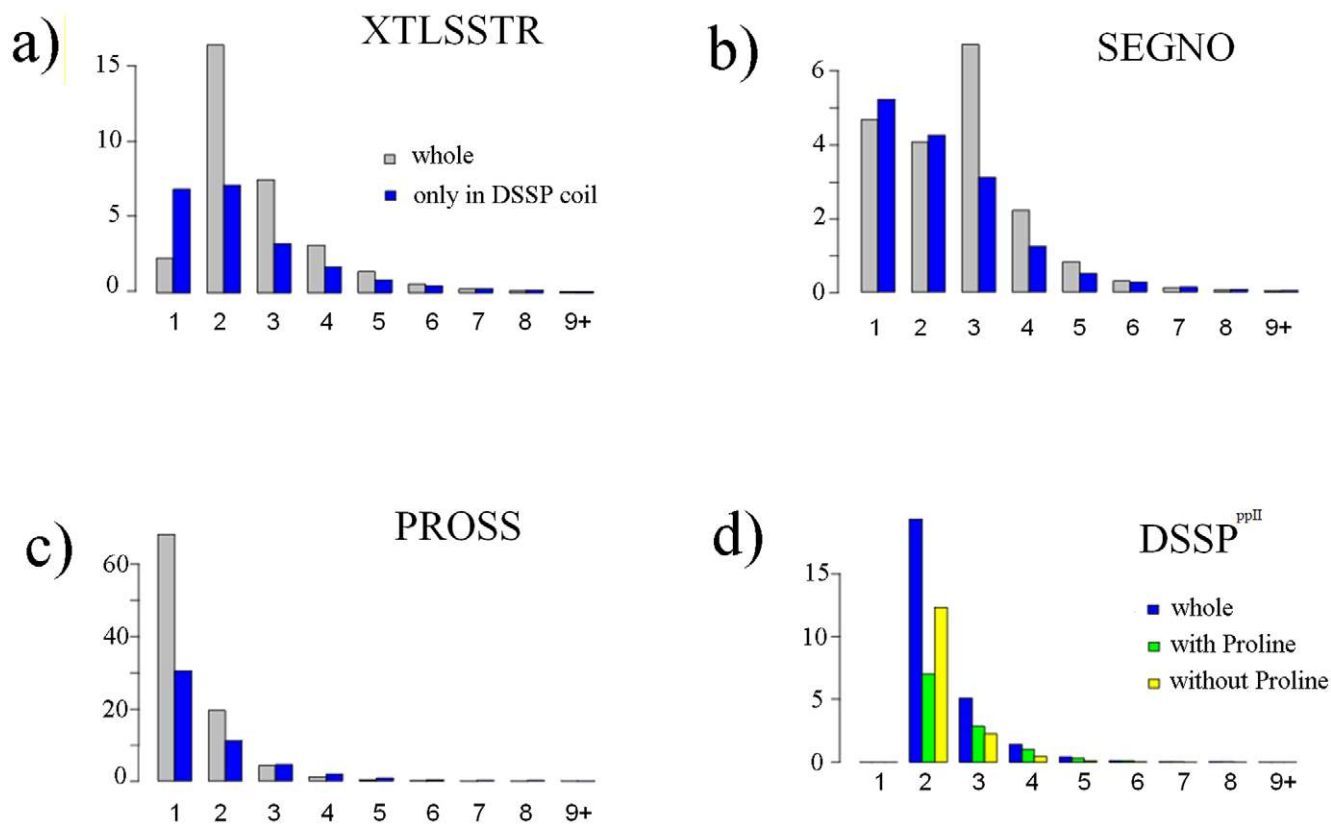 a) XTLSSTR
15
10
5
0
whole
only in DSSP coil
1 2 3 4 5 6 7 8 9+
b) SEGNO
6
4
2
0
1 2 3 4 5 6 7 8 9+
c) PROSS
60
40
20
0
1 2 3 4 5 6 7 8 9+
d) DSSP ppII
15
10
5
0
whole
with Proline
without Proline
1 2 3 4 5 6 7 8 9+